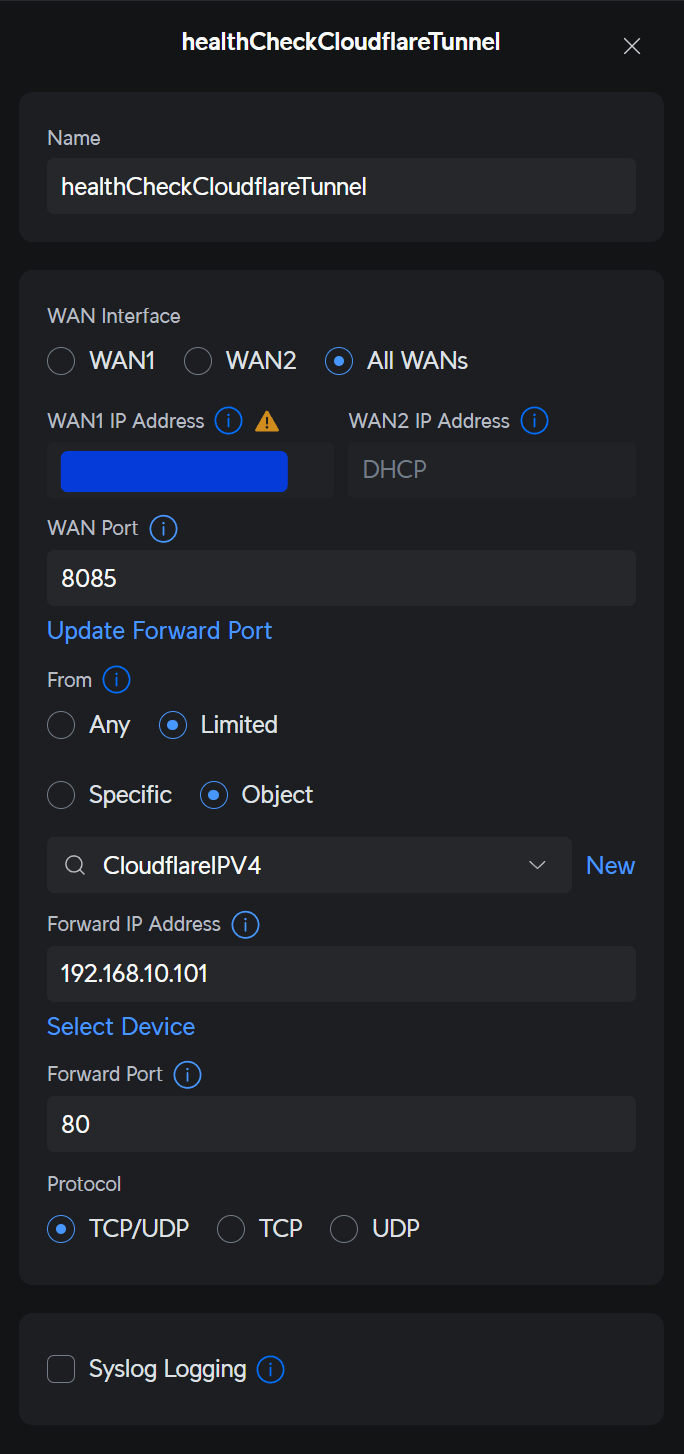 healthCheckCloudflareTunnel
Name
healthCheckCloudflareTunnel
WAN Interface
WAN1 WAN2 All WANs
WAN1 IP Address WAN2 IP Address
DHCP
WAN Port
8085
Update Forward Port
From
Any Limited
Specific Object
CloudflareIPV4 New
Forward IP Address
192.168.10.101
Select Device
Forward Port
80
Protocol
TCP/UDP TCP UDP
Syslog Logging